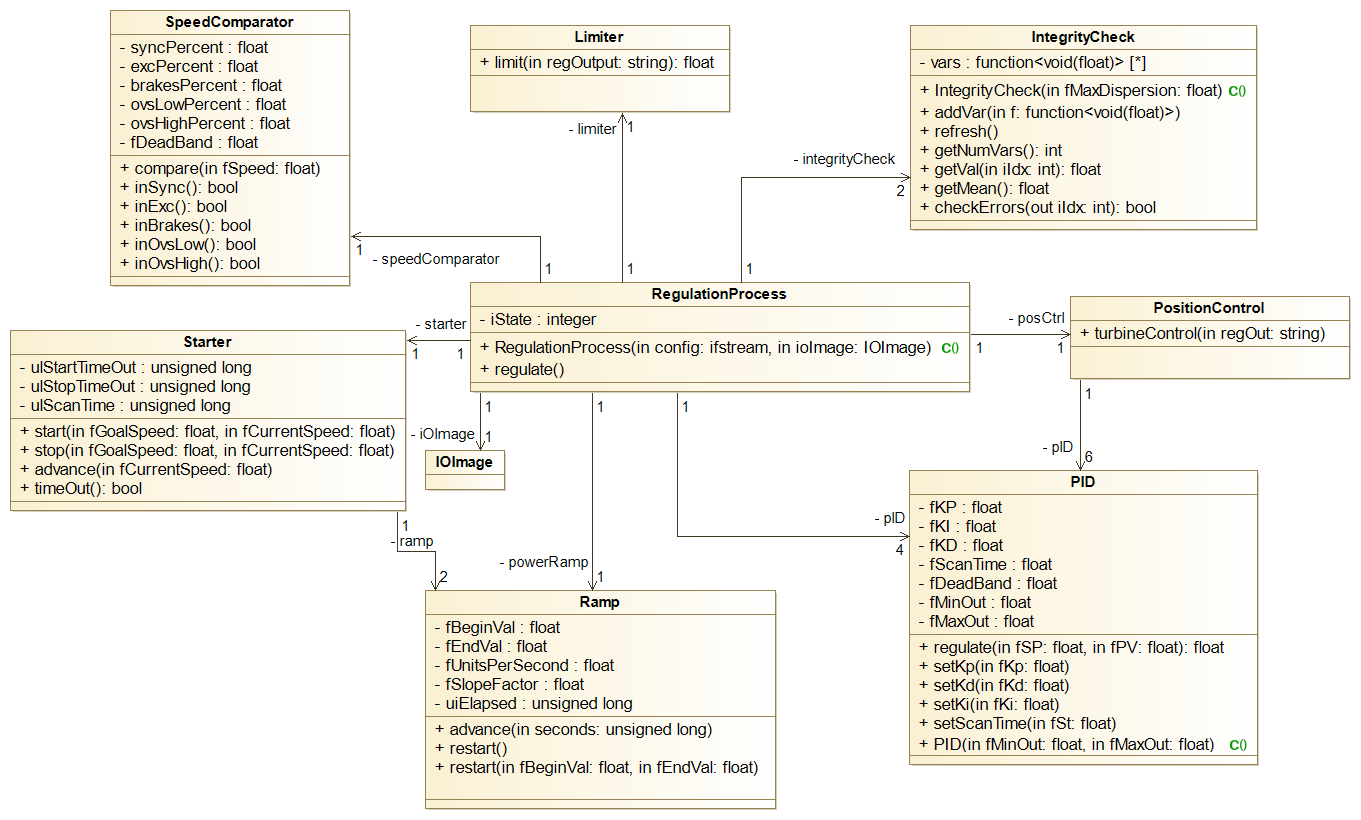 SpeedComparator
- syncPercent : float
- excPercent : float
- brakesPercent : float
- ovsLowPercent : float
- ovsHighPercent : float
- fDeadBand : float
+ compare(in fSpeed: float)
+ inSync(): bool
+ inExc(): bool
+ inBrakes(): bool
+ inOvsLow(): bool
+ inOvsHigh(): bool
Limiter
+ limit(in regOutput: string): float
- limiter 1
IntegrityCheck
- vars : function<void(float)> [*]
+ IntegrityCheck(in fMaxDispersion: float) C()
+ addVar(in f: function<void(float)>)
+ refresh()
+ getNumVars(): int
+ getVal(in iIdx: int): float
+ getMean(): float
+ checkErrors(out iIdx: int): bool
- integrityCheck
2
1
- speedComparator
1
1
1
RegulationProcess
- iState : integer
+ RegulationProcess(in config: ifstream, in ioImage: IOImage) C()
+ regulate()
- starter
1
1
- posCtrl
1
1
PositionControl
+ turbineControl(in regOut: string)
Starter
- ulStartTimeOut : unsigned long
- ulStopTimeOut : unsigned long
- ulScanTime : unsigned long
+ start(in fGoalSpeed: float, in fCurrentSpeed: float)
+ stop(in fGoalSpeed: float, in fCurrentSpeed: float)
+ advance(in fCurrentSpeed: float)
+ timeOut(): bool
1
1
1
- iOImage 1
IOImage
1
- pID
6
PID
- fKP : float
- fKI : float
- fKD : float
- fScanTime : float
- fDeadBand : float
- fMinOut : float
- fMaxOut : float
+ regulate(in fSP: float, in fPV: float): float
+ setKp(in fKp: float)
+ setKd(in fKd: float)
+ setKi(in fKi: float)
+ setScanTime(in fSt: float)
+ PID(in fMinOut: float, in fMaxOut: float) C()
- pID
4
1
- ramp
2
- powerRamp
1
Ramp
- fBeginVal : float
- fEndVal : float
- fUnitsPerSecond : float
- fSlopeFactor : float
- uiElapsed : unsigned long
+ advance(in seconds: unsigned long)
+ restart()
+ restart(in fBeginVal: float, in fEndVal: float)